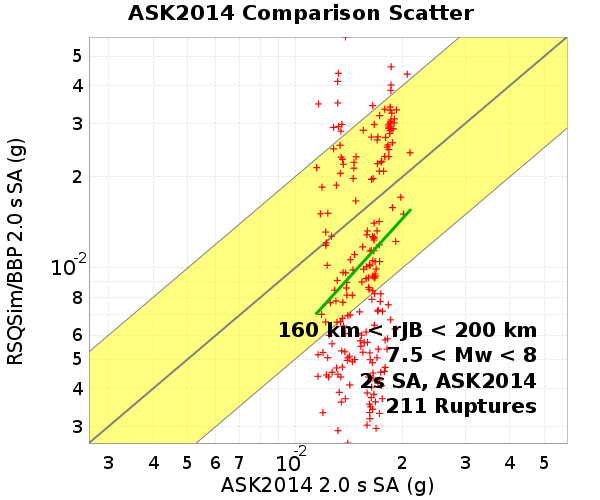 ASK2014 Comparison Scatter
RSQSim/BBP 2.0 s SA (g)
5
4
3
2
10-2
8
6
5
4
3
160 km < rJB < 200 km
7.5 < Mw < 8
2s SA, ASK2014
211 Ruptures
3 4 5 6 7 10-2 2 3 4 5
ASK2014 2.0 s SA (g)